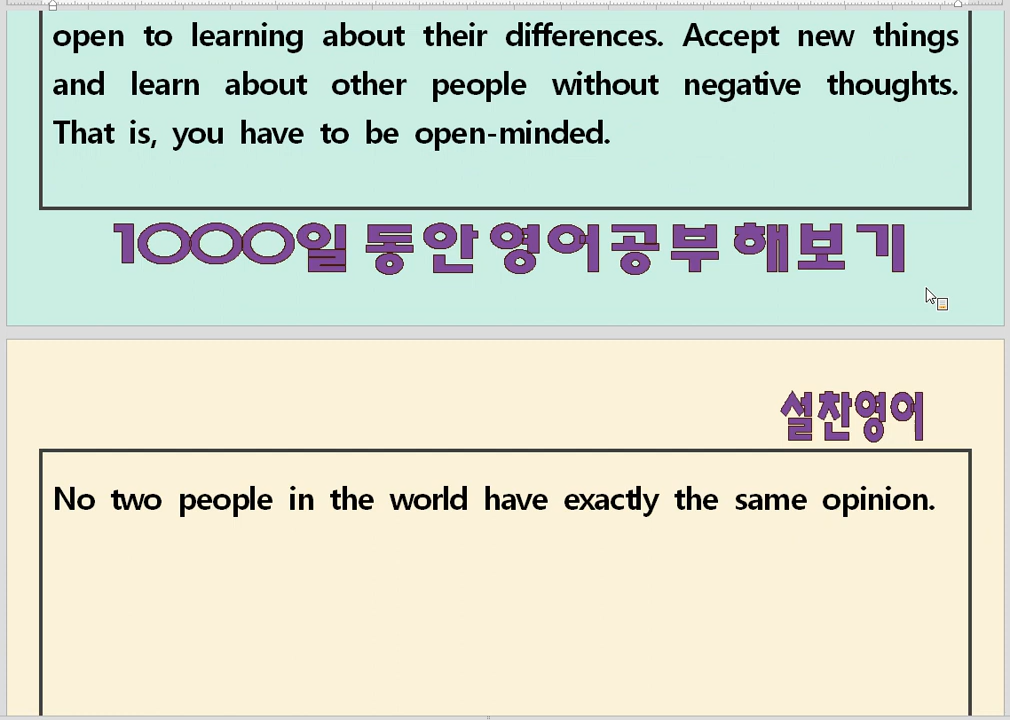 open to learning about their differences. Accept new things
and learn about other people without negative thoughts.
That is, you have to be open-minded.
1000일 동안 영어공부 해보기
설찬영어
No two people in the world have exactly the same opinion.